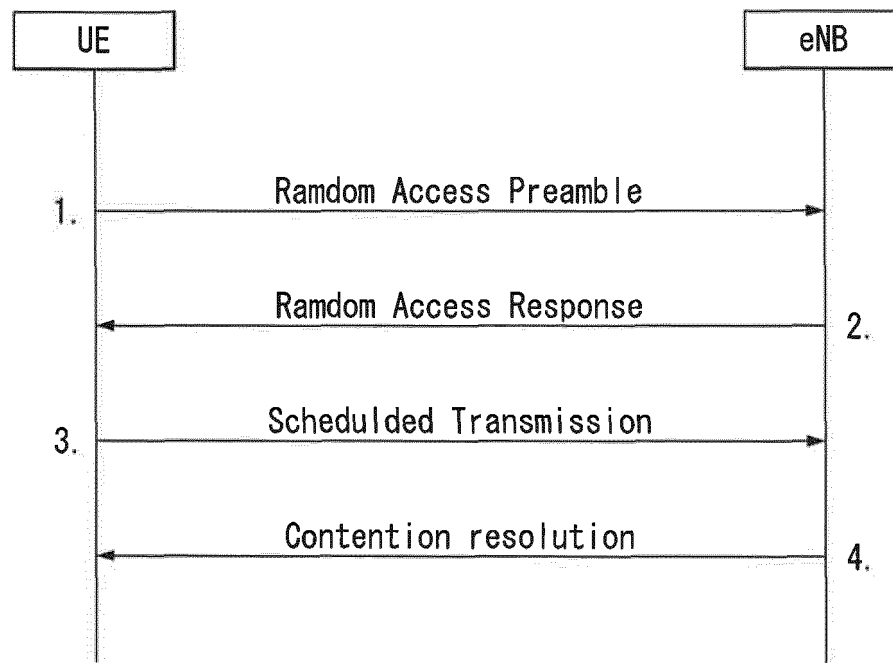 UE
eNB
Ramdom Access Preamble
1.
Ramdom Access Response
2.
Schedulded Transmission
3.
Contention resolution
4.